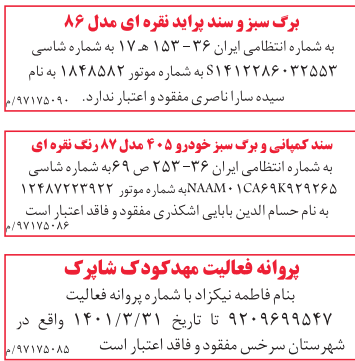 برگ سبز و سند پراید نقره ای مدل ۸۶
به شماره انتظامی ایران ۳۶ - ۱۵۳ هـ ۱۷ به شماره شاسی
S۱۴۱۲۲۸۶۰۳۲۵۵۳ به شماره موتور ۱۸۴۸۵۸۲ به نام
سیده سارا ناصری مفقود و اعتبار ندارد.
۹۷۱۷۵۰۹۰/م
سند کمپانی و برگ سبز خودرو ۴۰۵ مدل ۸۷ رنگ نقره ای
به شماره انتظامی ایران ۳۶-۲۵۳ ص ۶۹ به شماره شاسی
NAAM۰۱CA۶۹K۹۲۹۲۶۵ به شماره موتور ۱۲۴۸۷۲۲۳۹۲۲
به نام حسام الدین بابایی اشکذری مفقود و فاقد اعتبار است
۹۷۱۷۵۰۸۶/م
پروانه فعالیت مهدکودک شاپرک
بنام فاطمه نیکزاد با شماره پروانه فعالیت
۹۲۰۹۶۹۹۵۴۷ تا تاریخ ۱۴۰۱/۳/۳۱ واقع در
شهرستان سرخس مفقود و فاقد اعتبار است
۹۷۱۷۵۰۸۵/م